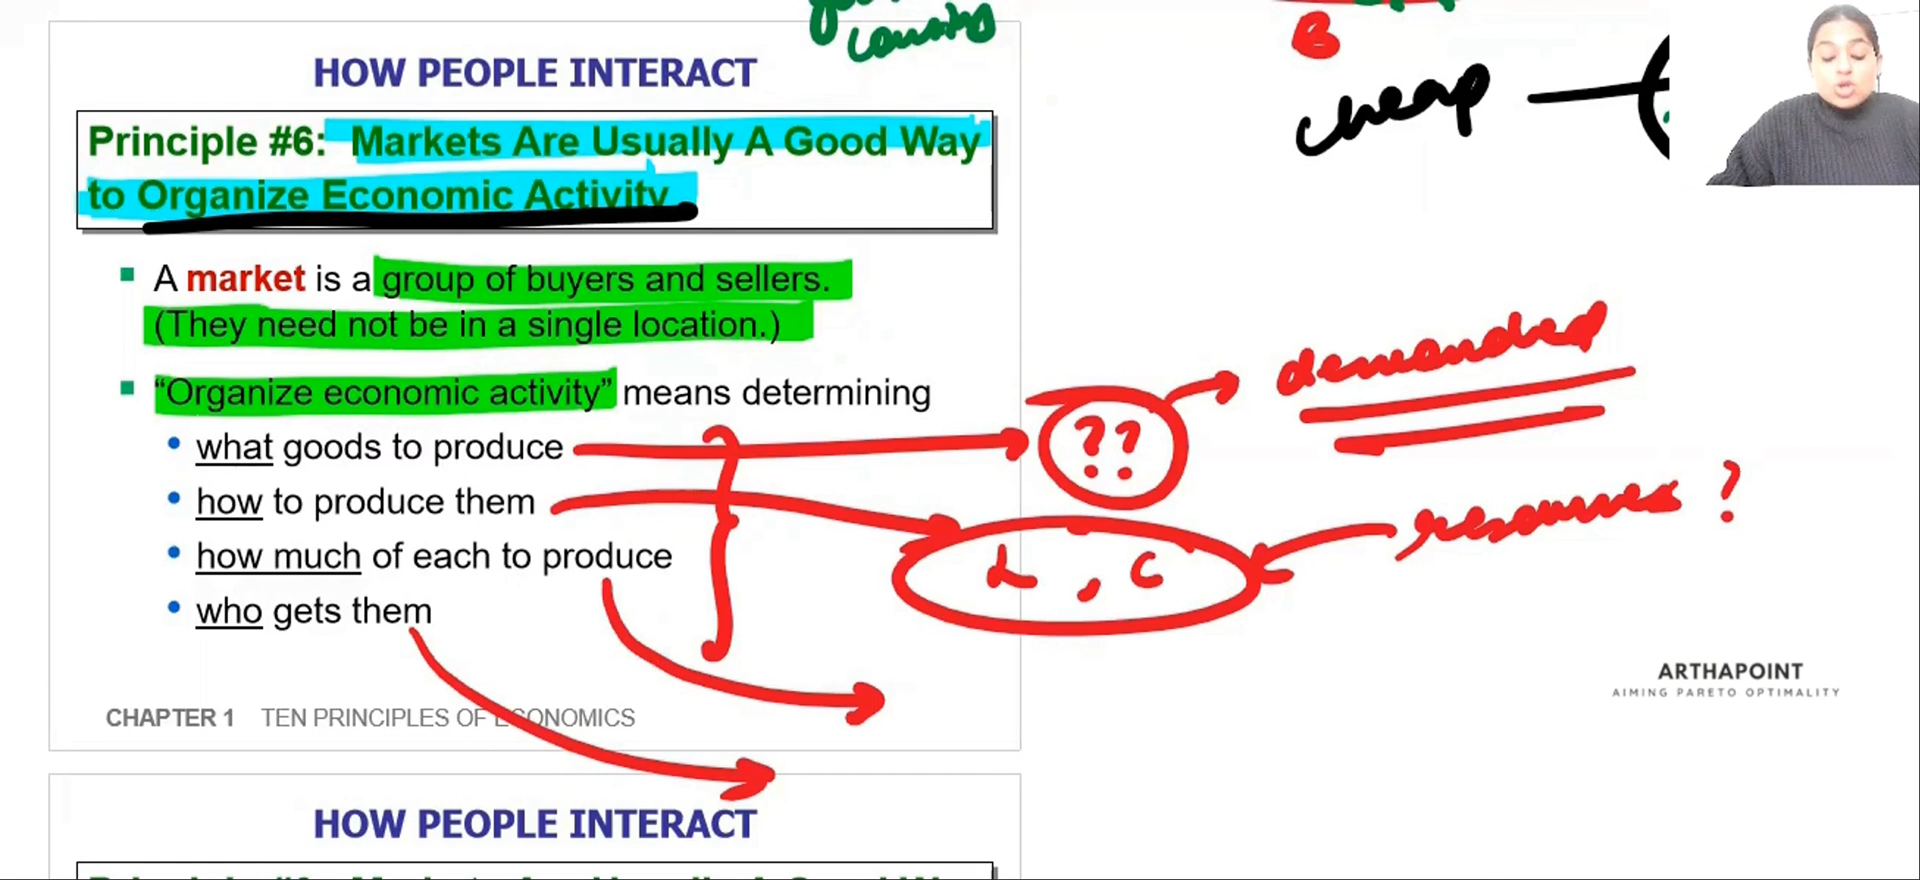 B
cheap
HOW PEOPLE INTERACT
Principle #6: Markets Are Usually A Good Way
to Organize Economic Activity
A market is a group of buyers and sellers.
(They need not be in a single location.)
“Organize economic activity” means determining
what goods to produce
how to produce them
how much of each to produce
who gets them
??
demanded
L, C
resources ?
ARTHAPOINT
AIMING PARETO OPTIMALITY
CHAPTER 1 TEN PRINCIPLES OF ECONOMICS
HOW PEOPLE INTERACT